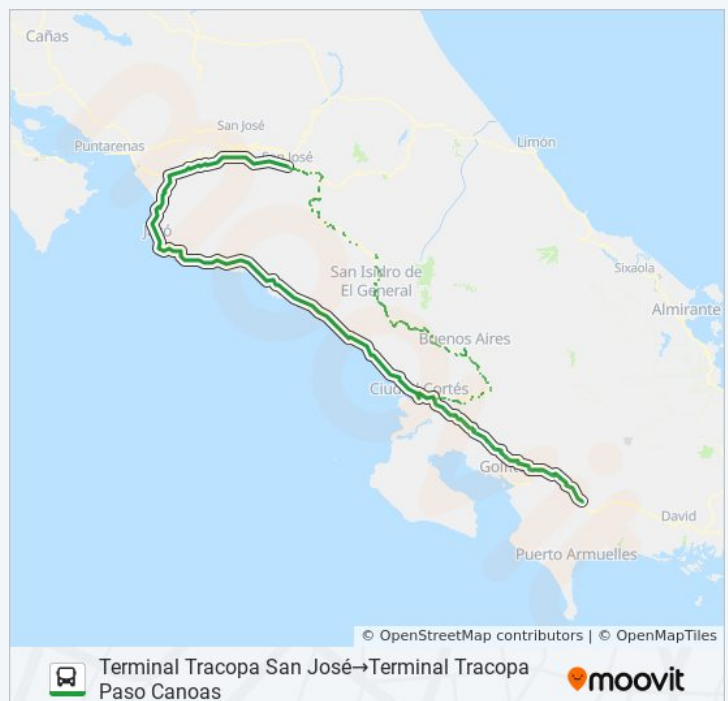 Cañas
San José
Puntarenas
San José
Limón
Jacó
San Isidro de
El General
Sixaola
Almirante
Buenos Aires
Ciudad Cortés
Golfito
David
Puerto Armuelles
© OpenStreetMap contributors | © OpenMapTiles
Terminal Tracopa San José→Terminal Tracopa
Paso Canoas
moovit